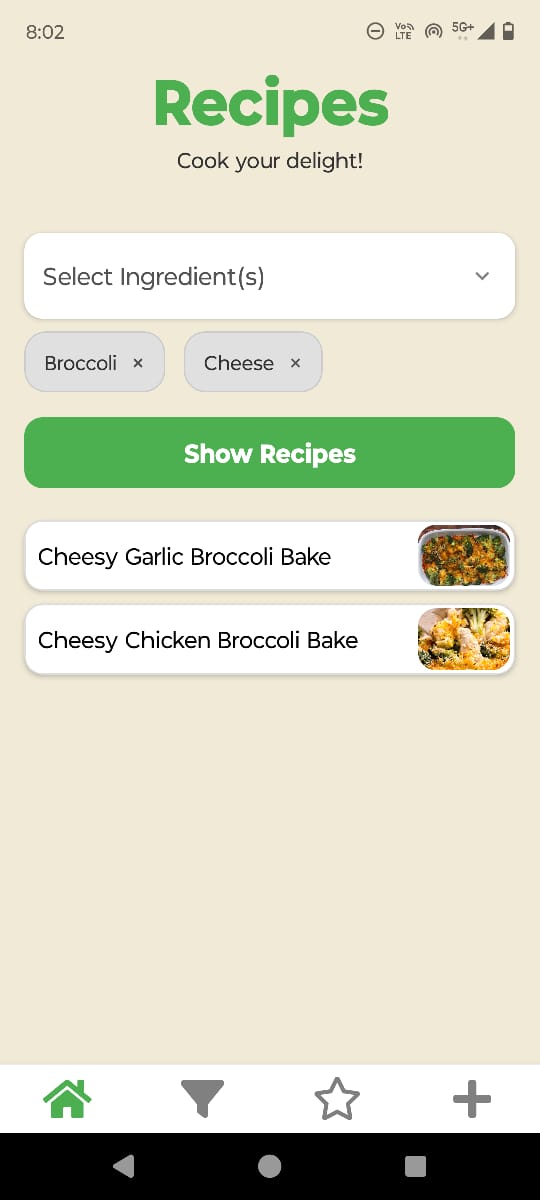 8:02
Vo))
LTE
5G+
Recipes
Cook your delight!
Select Ingredient(s)
Broccoli × Cheese ×
Show Recipes
Cheesy Garlic Broccoli Bake
Cheesy Chicken Broccoli Bake